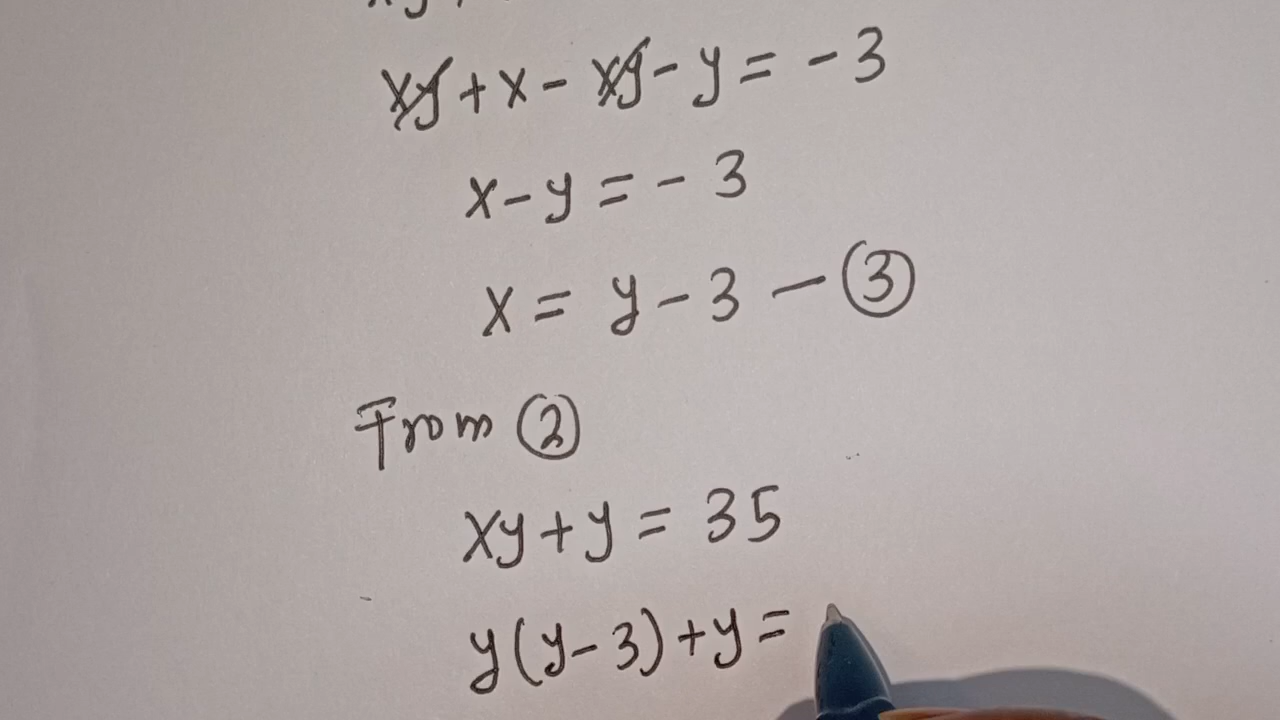 xy + x - xy - y = - 3
x - y = - 3
x = y - 3 - ③
From ②
xy + y = 35
y(y - 3) + y =